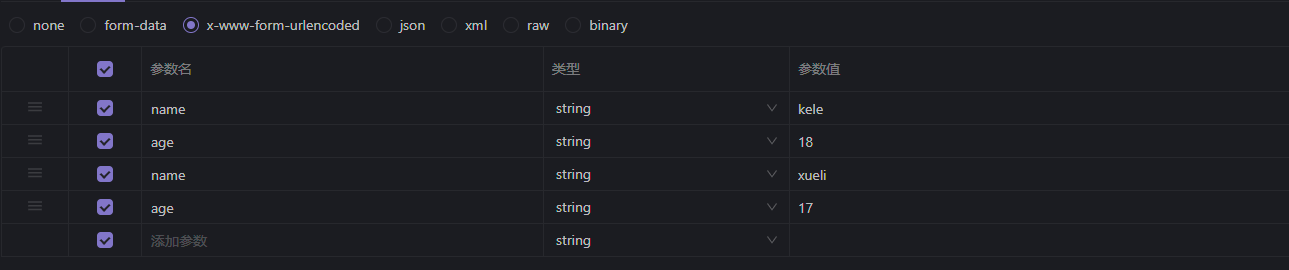 none form-data x-www-form-urlencoded json xml raw binary
参数名 类型 参数值
name string kele
age string 18
name string xueli
age string 17
添加参数 string